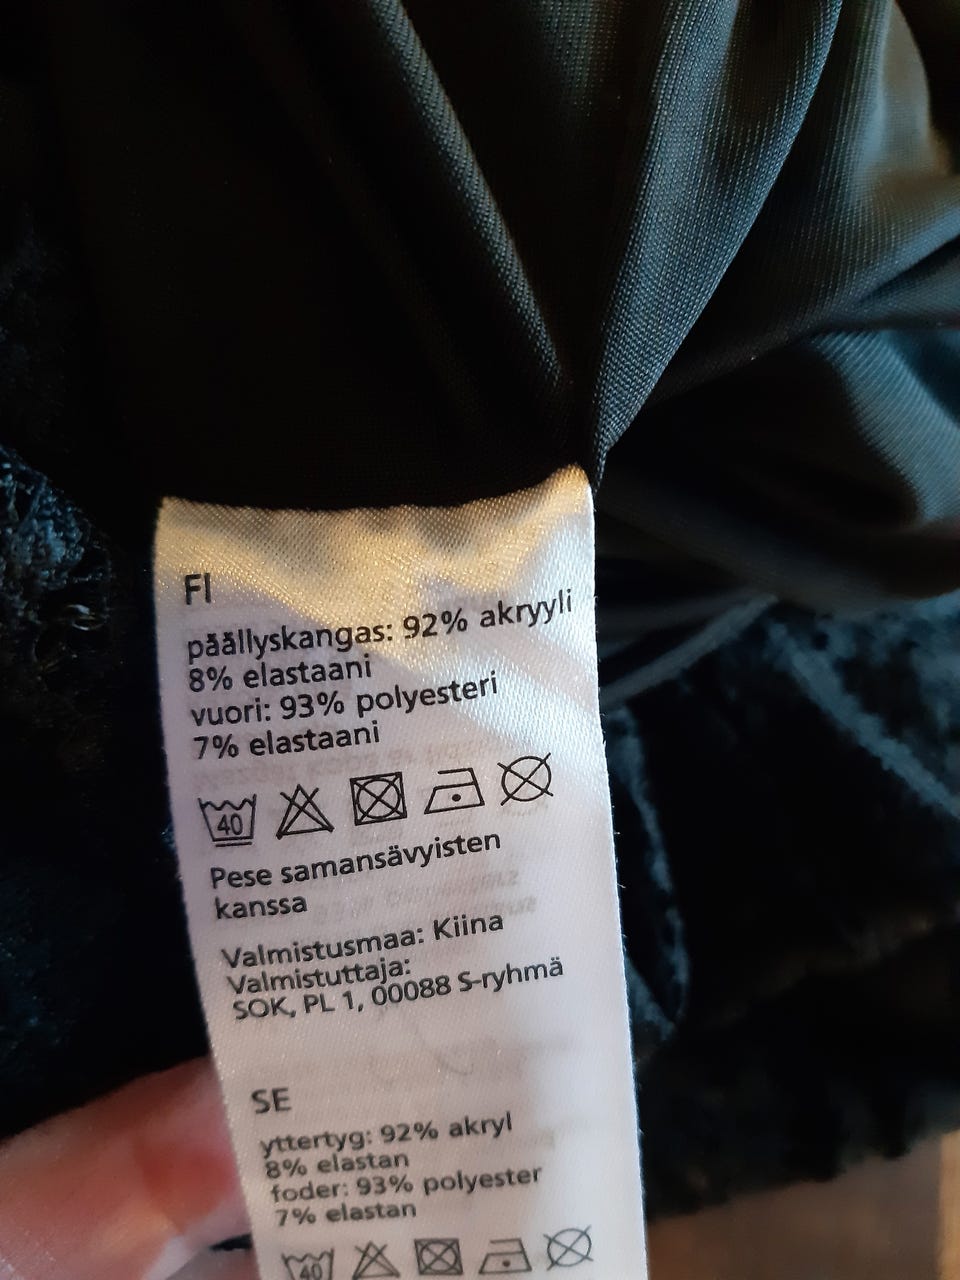 FI
päällyskangas: 92% akryyli
8% elastaani
vuori: 93% polyesteri
7% elastaani
40
Pese samansävyisten
kanssa
Valmistusmaa: Kiina
Valmistuttaja:
SOK, PL 1, 00088 S-ryhmä
SE
yttertyg: 92% akryl
8% elastan
foder: 93% polyester
7% elastan
40